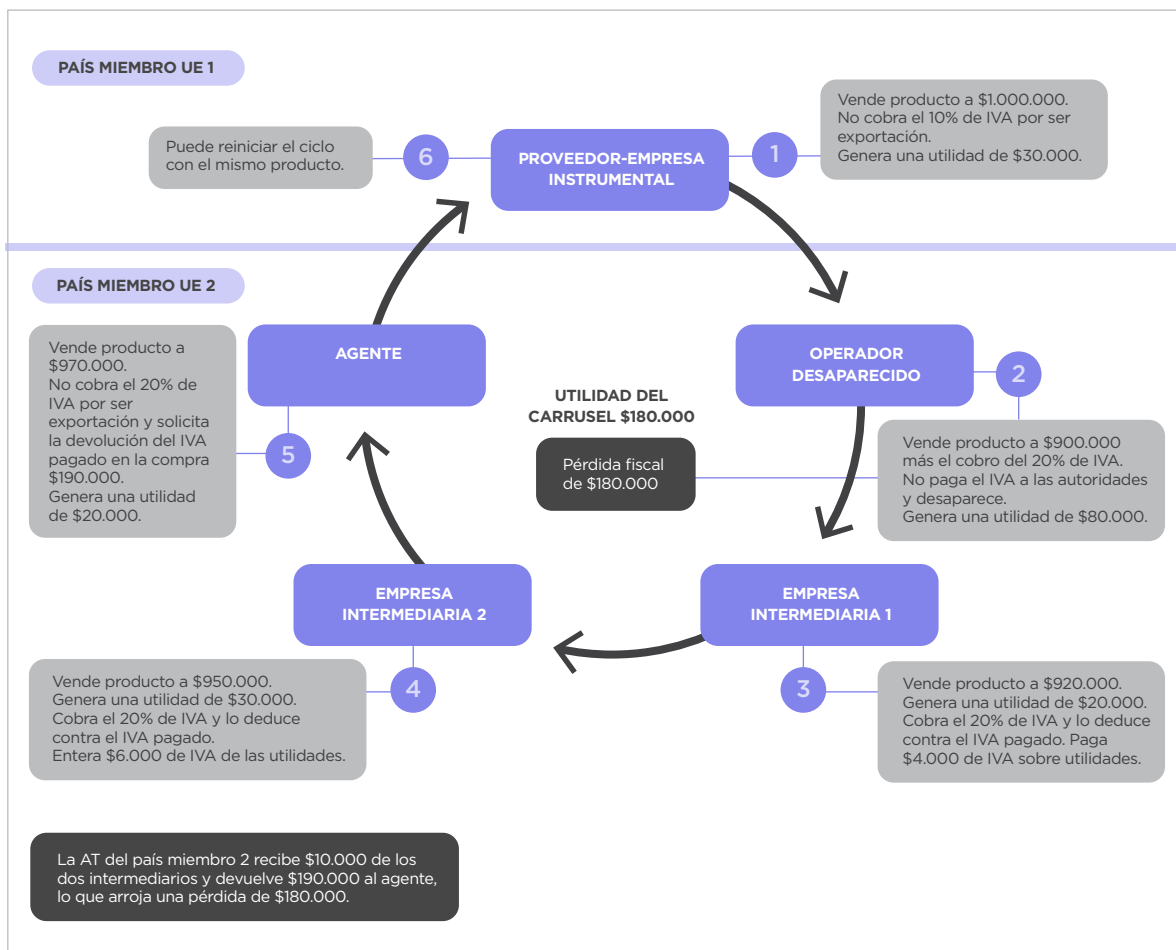 PAÍS MIEMBRO UE 1
Puede reiniciar el ciclo
con el mismo producto.
6
PROVEEDOR-EMPRESA
INSTRUMENTAL
1
Vende producto a $1.000.000.
No cobra el 10% de IVA por ser
exportación.
Genera una utilidad de $30.000.
PAÍS MIEMBRO UE 2
Vende producto a
$970.000.
No cobra el 20% de
IVA por ser
exportación y solicita
la devolución del IVA
pagado en la compra
$190.000.
Genera una utilidad
de $20.000.
5
AGENTE
UTILIDAD DEL
CARRUSEL $180.000
Pérdida fiscal
de $180.000
OPERADOR
DESAPARECIDO
2
Vende producto a $900.000
más el cobro del 20% de IVA.
No paga el IVA a las autoridades
y desaparece.
Genera una utilidad de $80.000.
EMPRESA
INTERMEDIARIA 2
EMPRESA
INTERMEDIARIA 1
Vende producto a $950.000.
Genera una utilidad de $30.000.
Cobra el 20% de IVA y lo deduce
contra el IVA pagado.
Entera $6.000 de IVA de las utilidades.
4
3
Vende producto a $920.000.
Genera una utilidad de $20.000.
Cobra el 20% de IVA y lo deduce
contra el IVA pagado. Paga
$4.000 de IVA sobre utilidades.
La AT del país miembro 2 recibe $10.000 de los
dos intermediarios y devuelve $190.000 al agente,
lo que arroja una pérdida de $180.000.